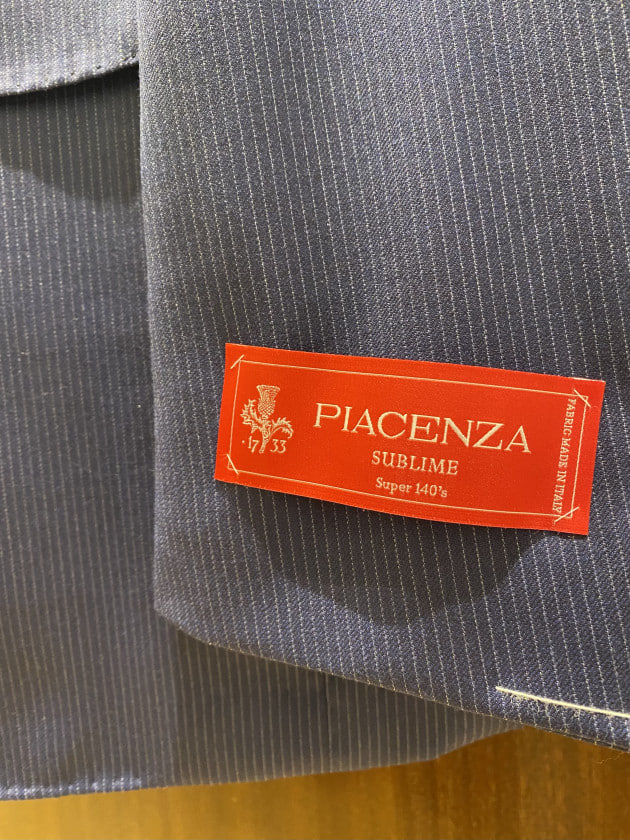 PIACENZA
SUBLIME
Super 140's
·1733
FABRIC MADE IN ITALY